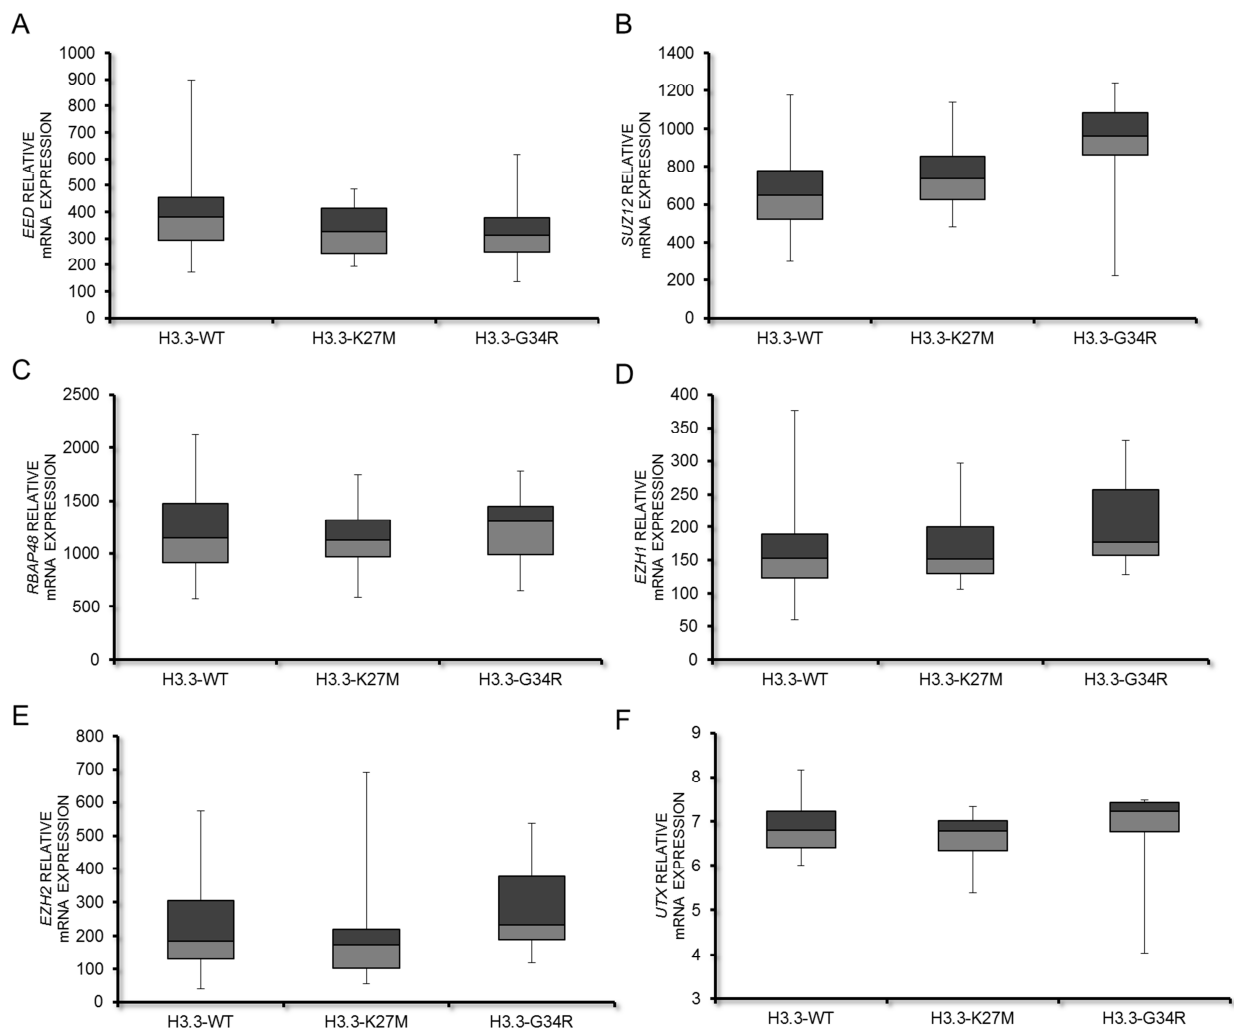 A
EED RELATIVE
mRNA EXPRESSION
1000
900
800
700
600
500
400
300
200
100
0
H3.3-WT H3.3-K27M H3.3-G34R
B
SUZ12 RELATIVE
mRNA EXPRESSION
1400
1200
1000
800
600
400
200
0
H3.3-WT H3.3-K27M H3.3-G34R
C
RBAP48 RELATIVE
mRNA EXPRESSION
2500
2000
1500
1000
500
0
H3.3-WT H3.3-K27M H3.3-G34R
D
EZH1 RELATIVE
mRNA EXPRESSION
400
350
300
250
200
150
100
50
0
H3.3-WT H3.3-K27M H3.3-G34R
E
EZH2 RELATIVE
mRNA EXPRESSION
800
700
600
500
400
300
200
100
0
H3.3-WT H3.3-K27M H3.3-G34R
F
UTX RELATIVE
mRNA EXPRESSION
9
8
7
6
5
4
3
H3.3-WT H3.3-K27M H3.3-G34R